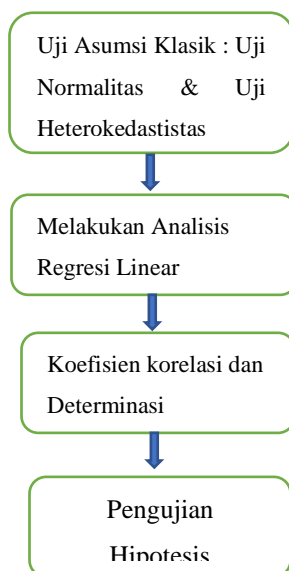 Uji Asumsi Klasik : Uji
Normalitas & Uji
Heterokedastistas
Melakukan Analisis
Regresi Linear
Koefisien korelasi dan
Determinasi
Pengujian
Hipotesis